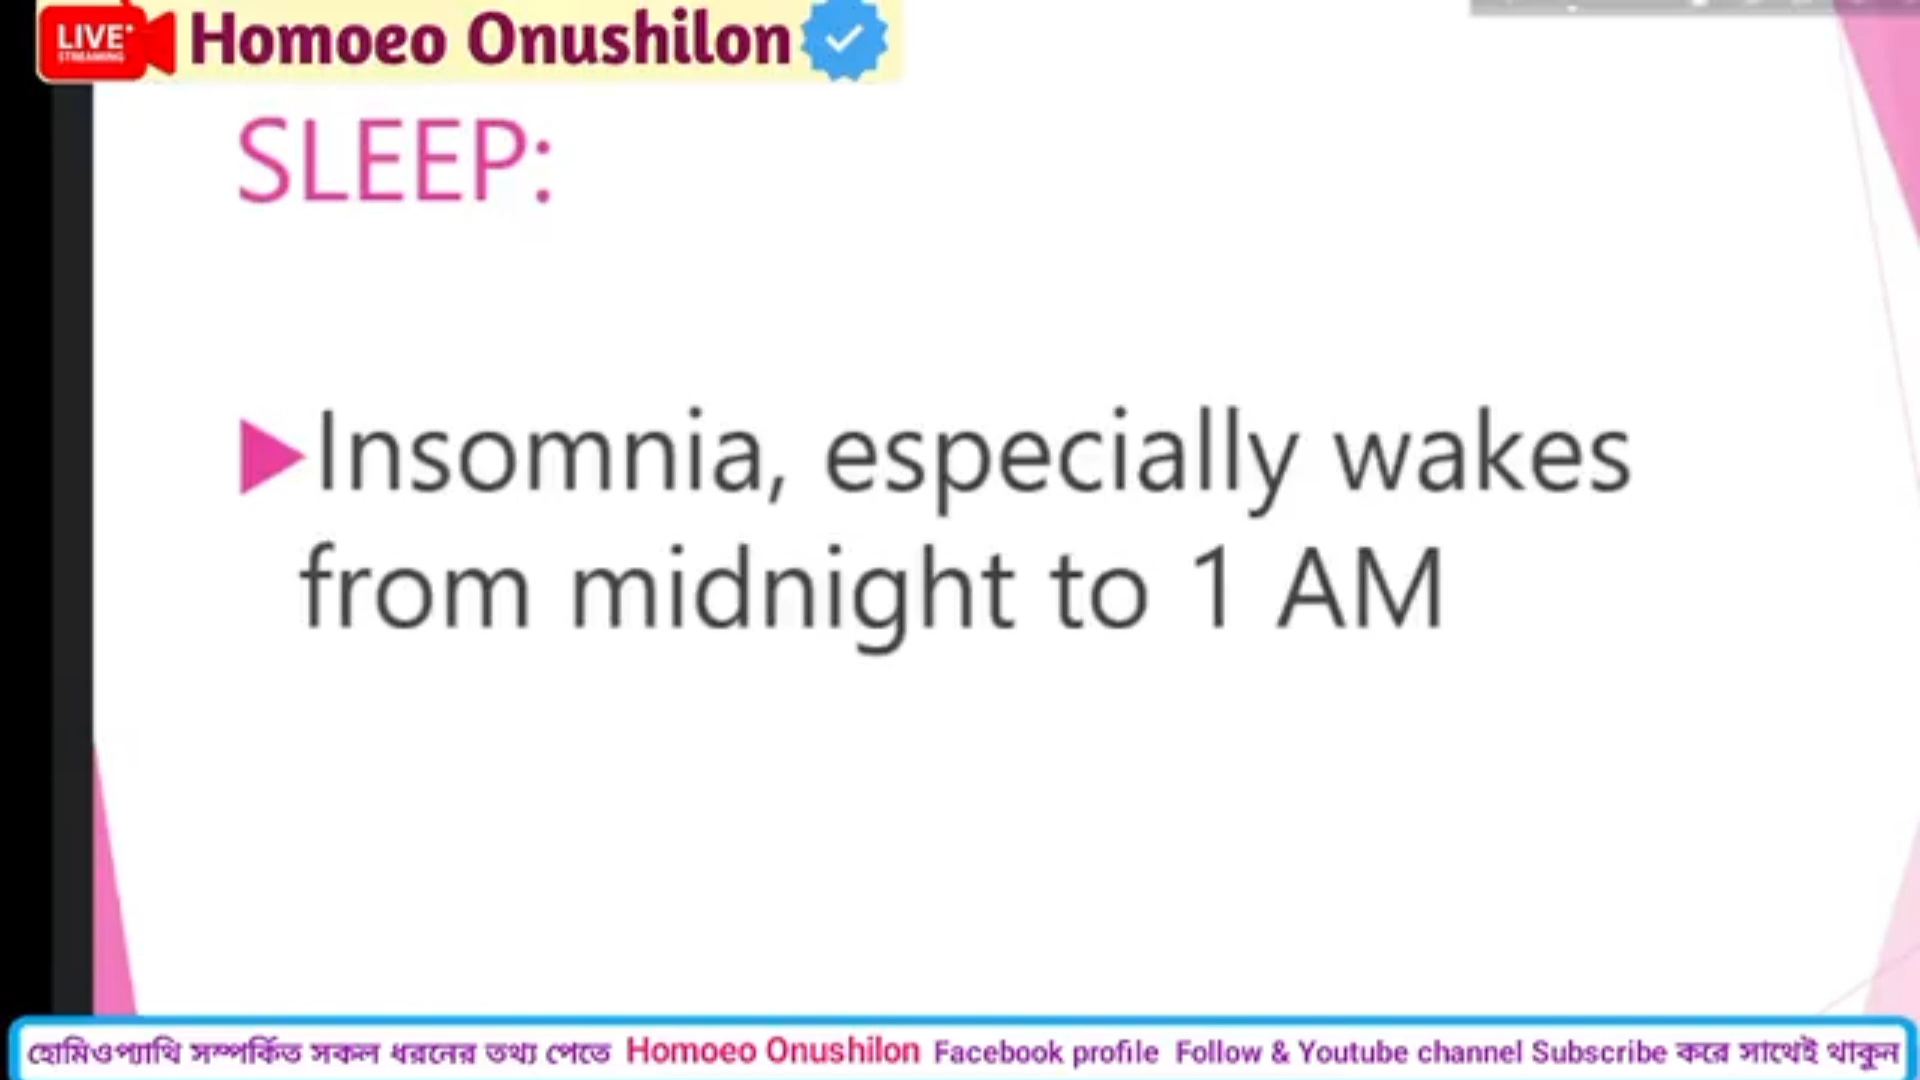 LIVE
STREAMING
Homoeo Onushilon
SLEEP:
Insomnia, especially wakes
from midnight to 1 AM
হোমিওপ্যাথি সম্পর্কিত সকল ধরনের তথ্য পেতে Homoeo Onushilon Facebook profile Follow & Youtube channel Subscribe করে সাথেই থাকুন